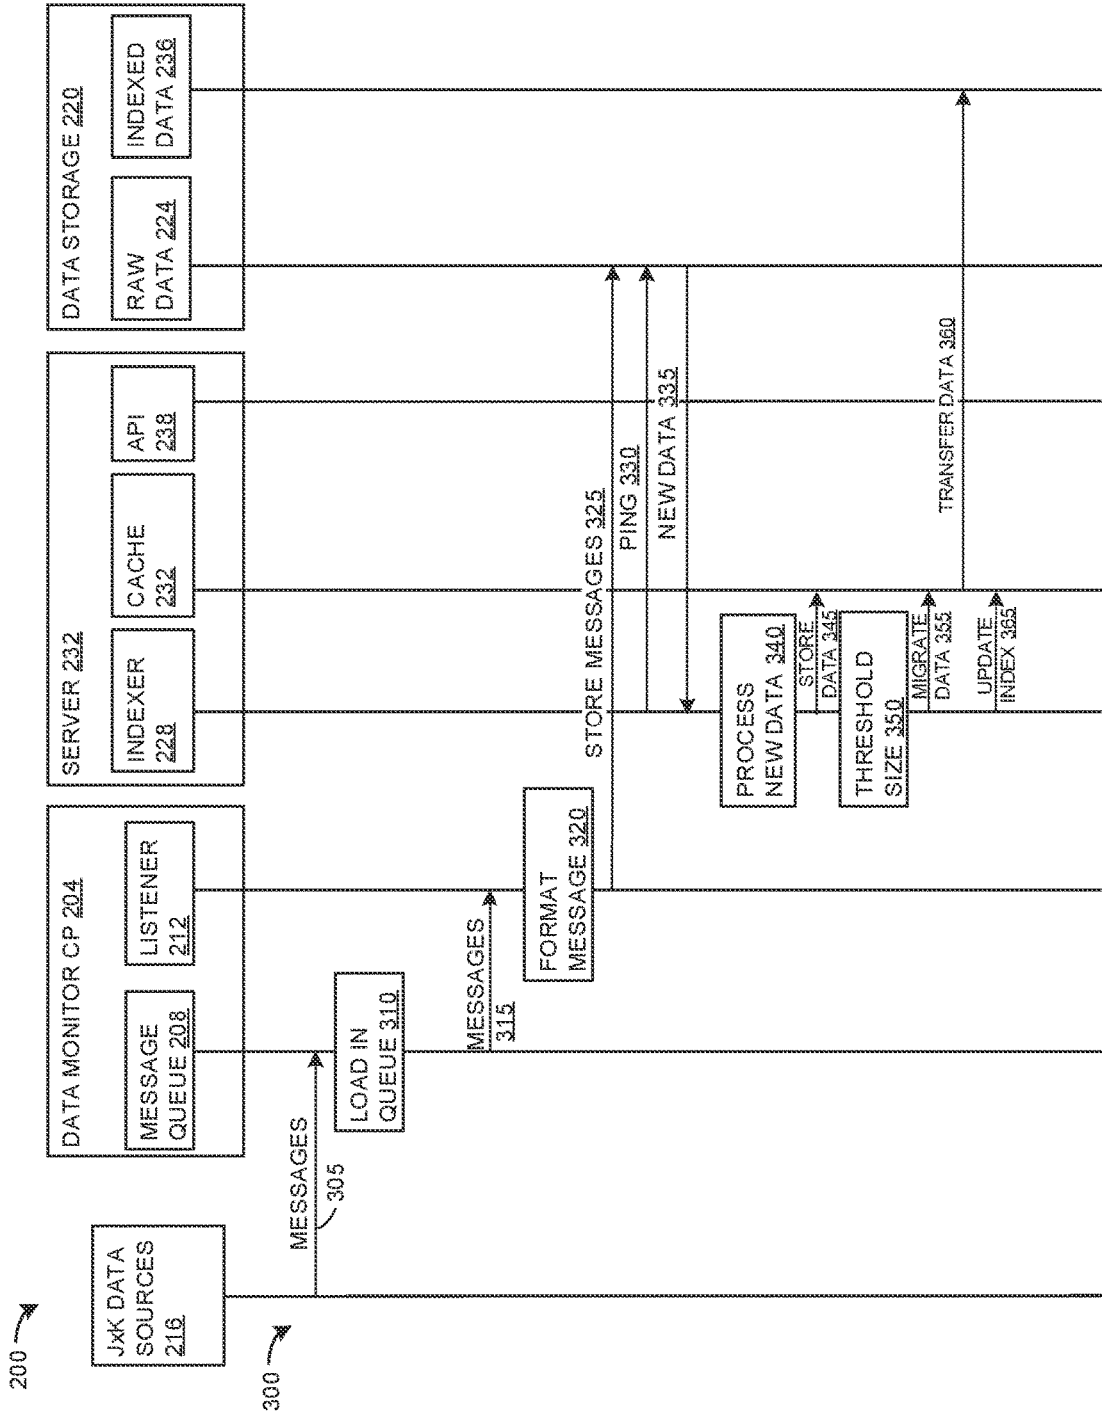 200
JxK DATA
SOURCES
216
DATA MONITOR CP 204
MESSAGE
QUEUE 208
LISTENER
212
SERVER 232
INDEXER
228
CACHE
232
API
238
DATA STORAGE 220
RAW
DATA 224
INDEXED
DATA 236
300
MESSAGES
305
LOAD IN
QUEUE 310
MESSAGES
315
FORMAT
MESSAGE 320
STORE MESSAGES 325
PING 330
NEW DATA 335
PROCESS
NEW DATA 340
STORE
DATA 345
THRESHOLD
SIZE 350
MIGRATE
DATA 355
TRANSFER DATA 360
UPDATE
INDEX 365